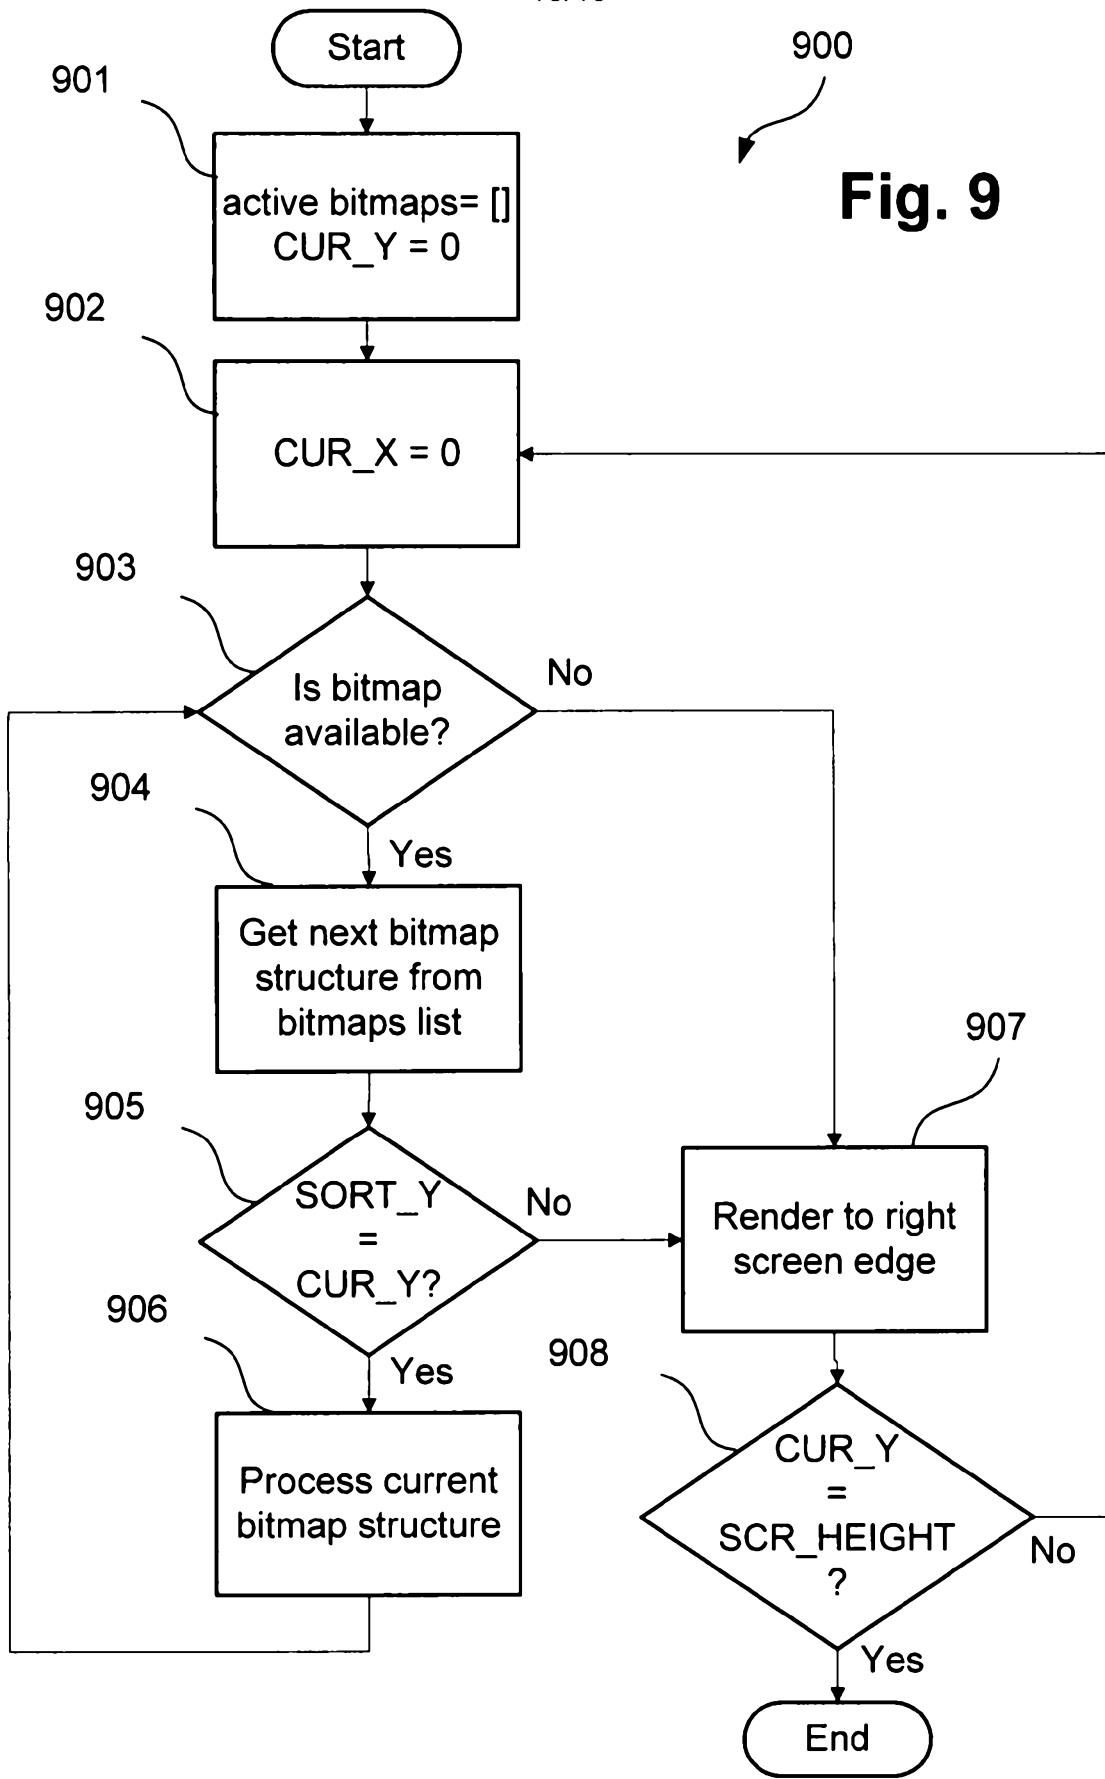 Start
900
901
Fig. 9
active bitmaps= []
CUR_Y = 0
902
CUR_X = 0
903
Is bitmap
available?
No
904
Yes
Get next bitmap
structure from
bitmaps list
907
905
SORT_Y
=
CUR_Y?
No
Render to right
screen edge
906
Yes
908
Process current
bitmap structure
CUR_Y
=
SCR_HEIGHT
?
No
Yes
End